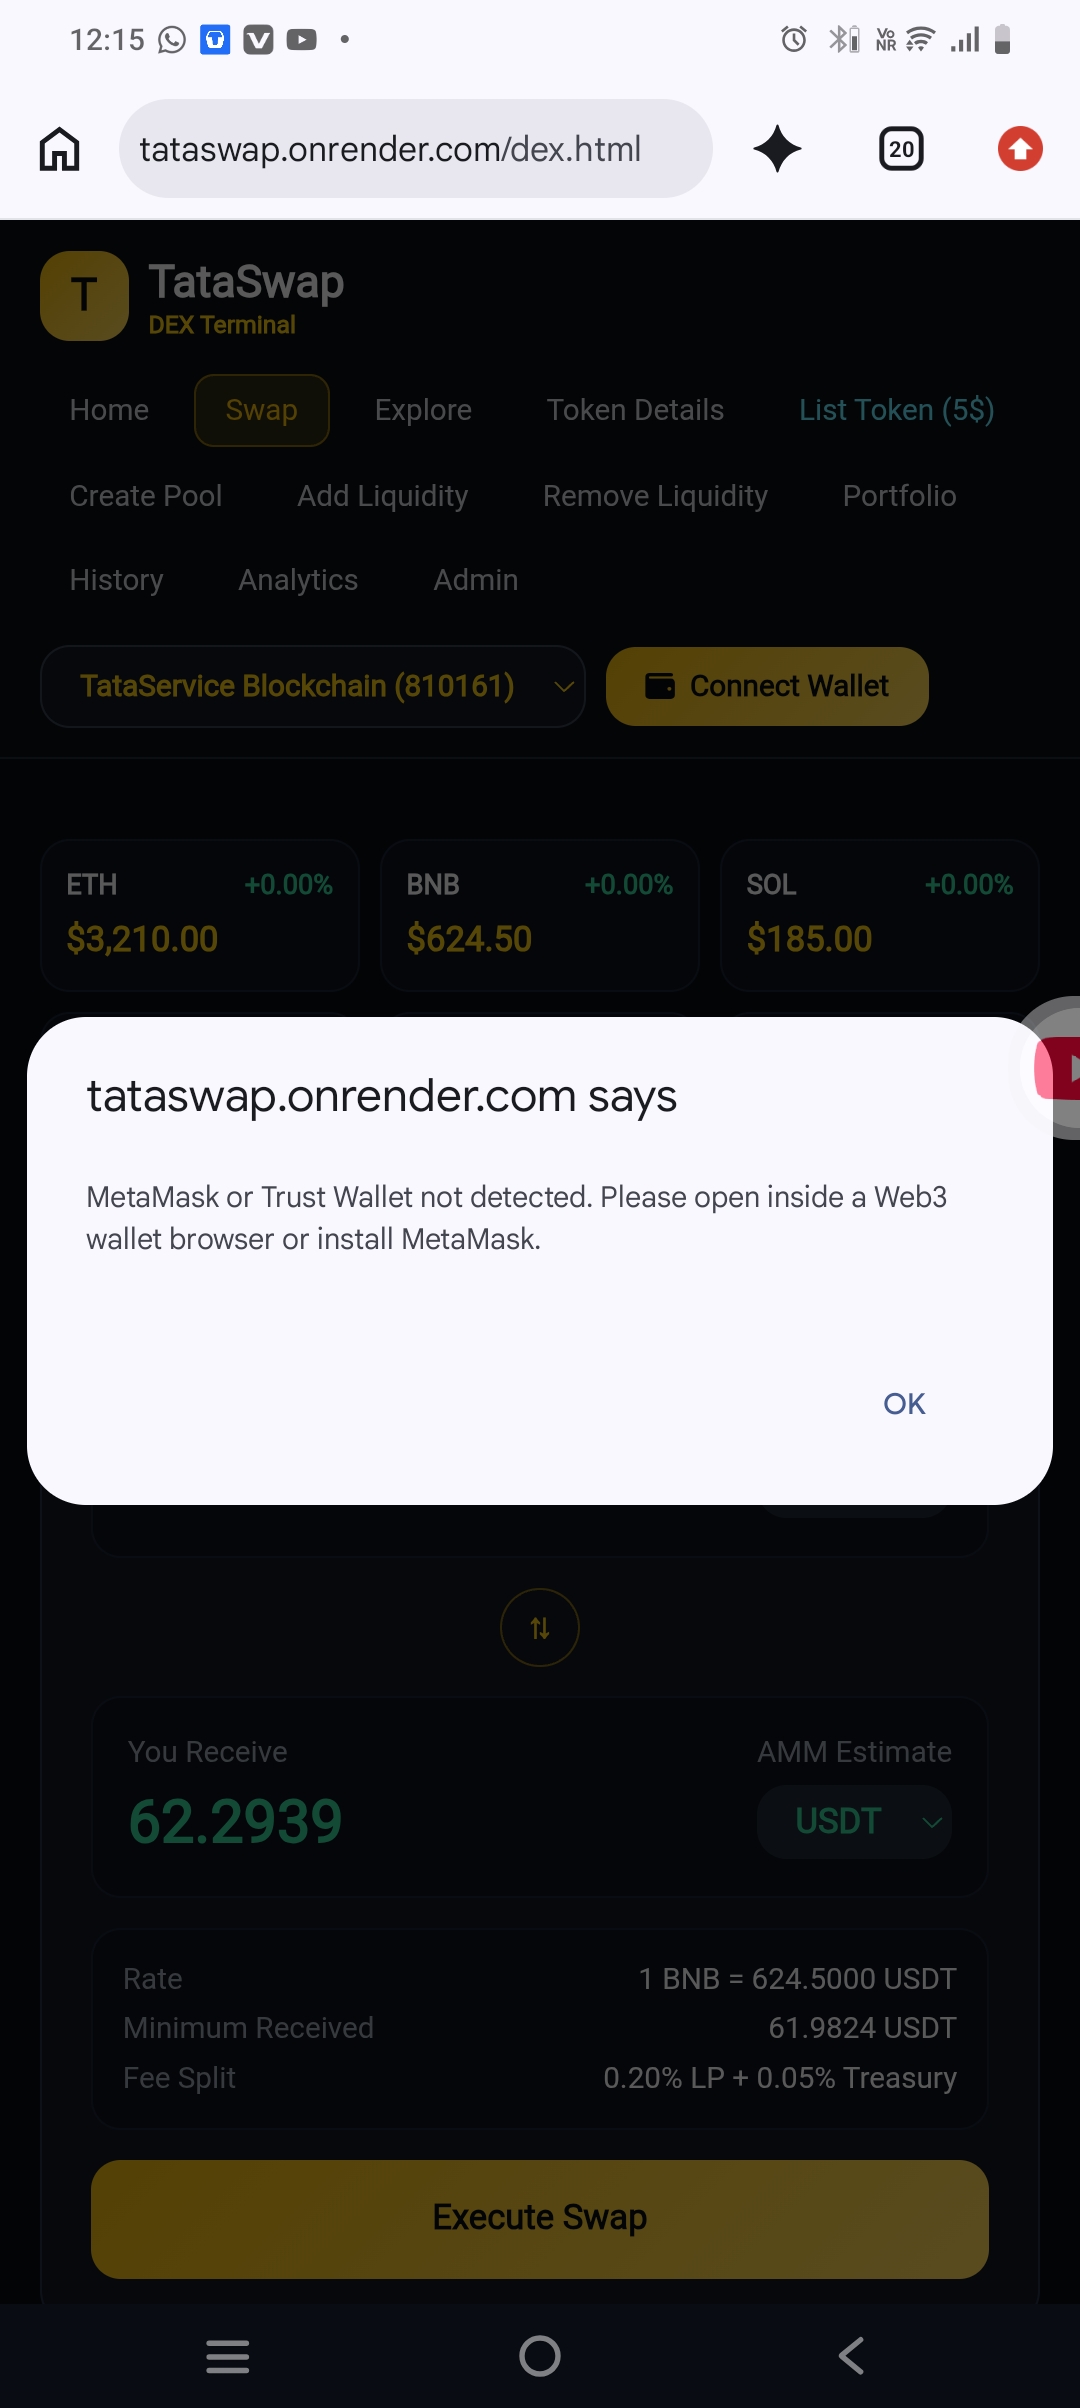 12:15
Vo
NR
tataswap.onrender.com/dex.html
20
T
TataSwap
DEX Terminal
Home Swap Explore Token Details List Token (5$)
Create Pool Add Liquidity Remove Liquidity Portfolio
History Analytics Admin
TataService Blockchain (810161) Connect Wallet
ETH +0.00% BNB +0.00% SOL +0.00%
$3,210.00 $624.50 $185.00
tataswap.onrender.com says
MetaMask or Trust Wallet not detected. Please open inside a Web3
wallet browser or install MetaMask.
OK
You Receive AMM Estimate
62.2939 USDT
Rate 1 BNB = 624.5000 USDT
Minimum Received 61.9824 USDT
Fee Split 0.20% LP + 0.05% Treasury
Execute Swap